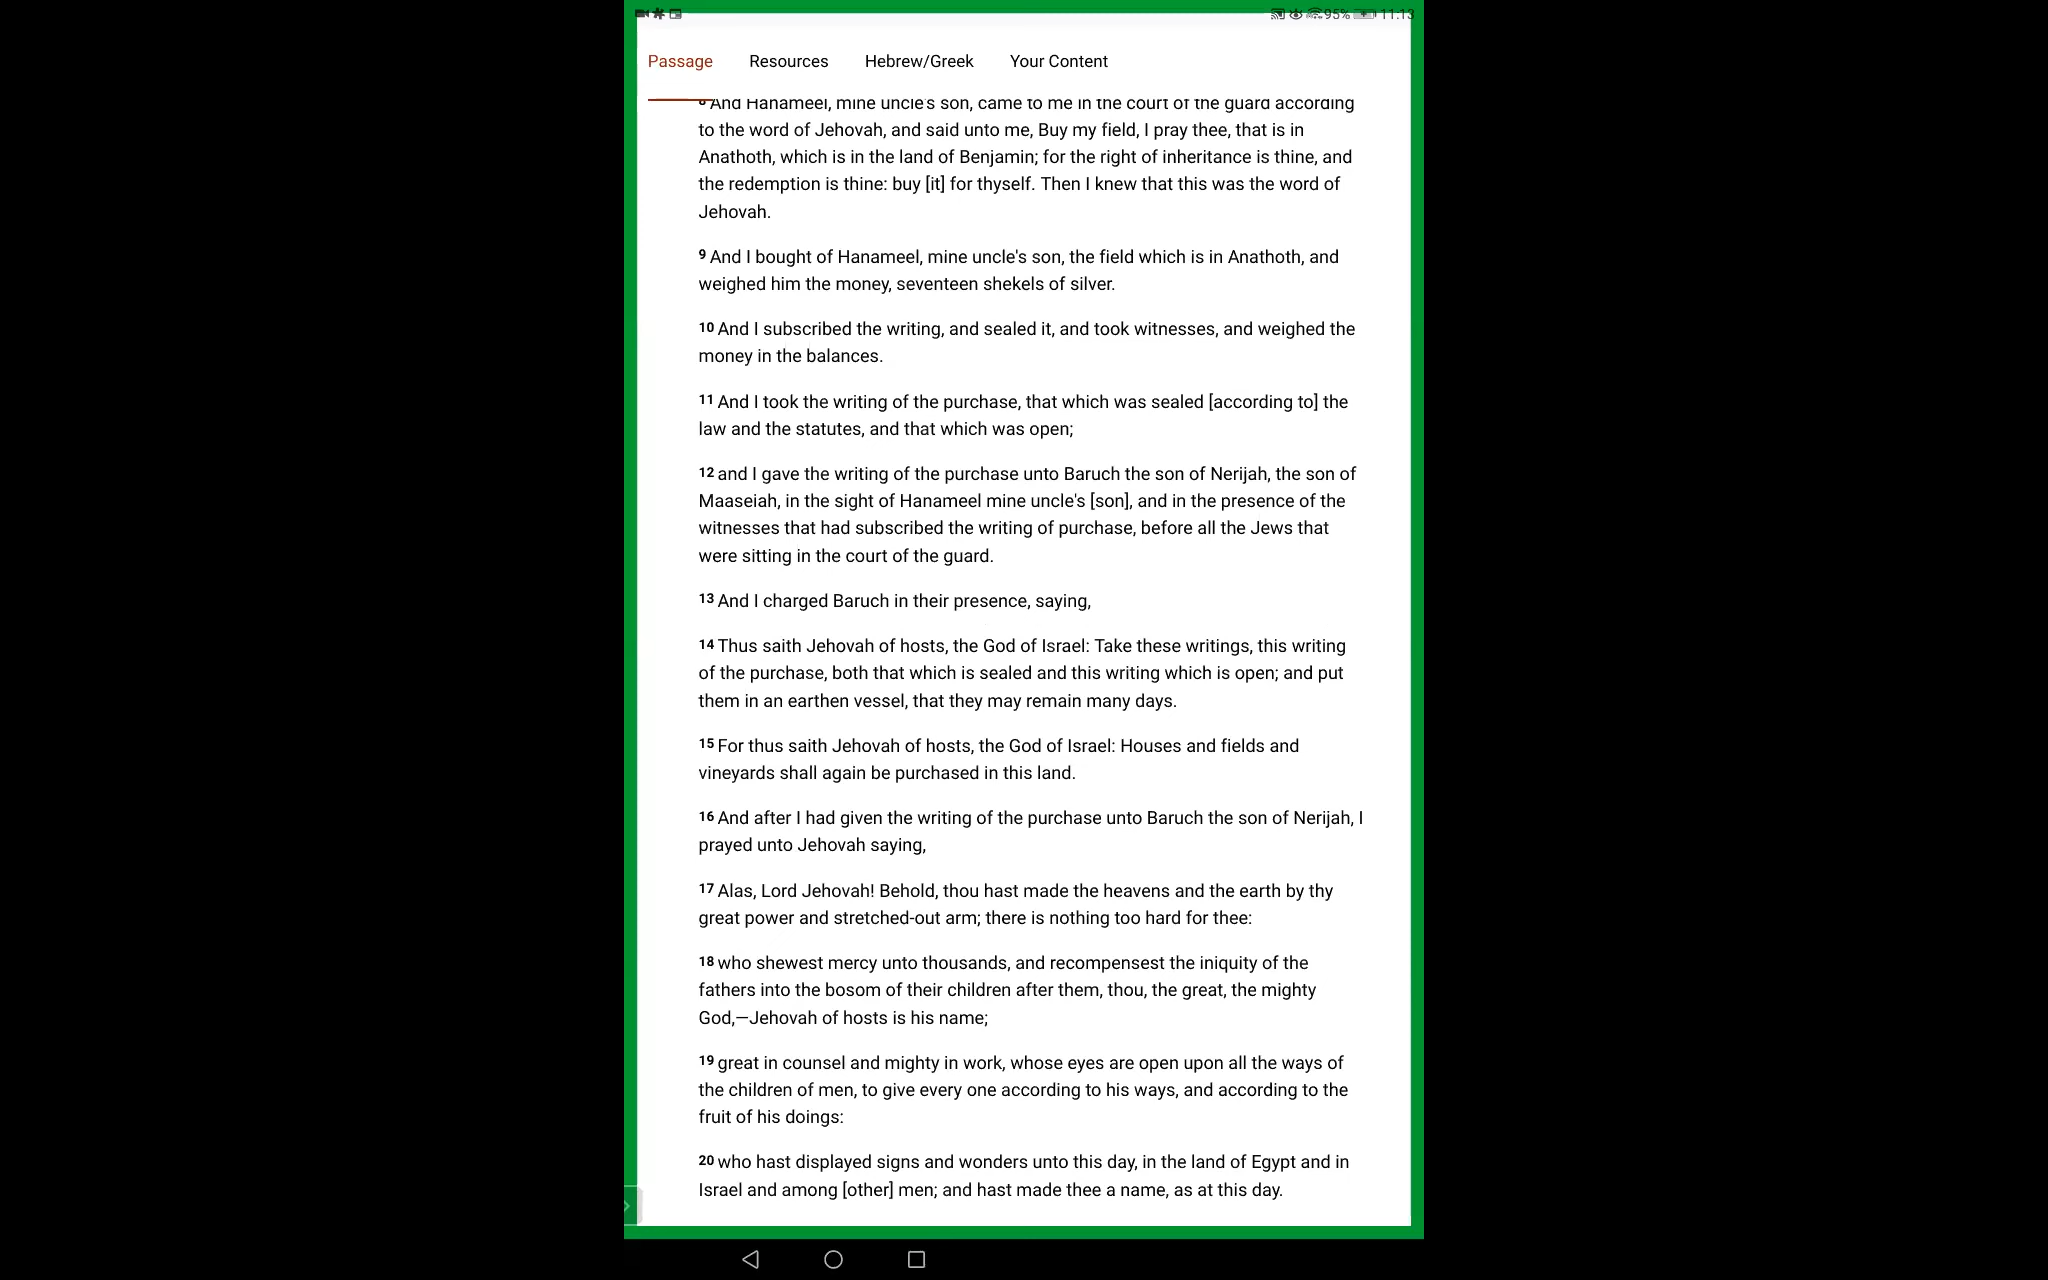 95% 11:13
Passage Resources Hebrew/Greek Your Content
8 And Hanameel, mine uncle's son, came to me in the court of the guard according
to the word of Jehovah, and said unto me, Buy my field, I pray thee, that is in
Anathoth, which is in the land of Benjamin; for the right of inheritance is thine, and
the redemption is thine: buy [it] for thyself. Then I knew that this was the word of
Jehovah.
9 And I bought of Hanameel, mine uncle's son, the field which is in Anathoth, and
weighed him the money, seventeen shekels of silver.
10 And I subscribed the writing, and sealed it, and took witnesses, and weighed the
money in the balances.
11 And I took the writing of the purchase, that which was sealed [according to] the
law and the statutes, and that which was open;
12 and I gave the writing of the purchase unto Baruch the son of Nerijah, the son of
Maaseiah, in the sight of Hanameel mine uncle's [son], and in the presence of the
witnesses that had subscribed the writing of purchase, before all the Jews that
were sitting in the court of the guard.
13 And I charged Baruch in their presence, saying,
14 Thus saith Jehovah of hosts, the God of Israel: Take these writings, this writing
of the purchase, both that which is sealed and this writing which is open; and put
them in an earthen vessel, that they may remain many days.
15 For thus saith Jehovah of hosts, the God of Israel: Houses and fields and
vineyards shall again be purchased in this land.
16 And after I had given the writing of the purchase unto Baruch the son of Nerijah, I
prayed unto Jehovah saying,
17 Alas, Lord Jehovah! Behold, thou hast made the heavens and the earth by thy
great power and stretched-out arm; there is nothing too hard for thee:
18 who shewest mercy unto thousands, and recompensest the iniquity of the
fathers into the bosom of their children after them, thou, the great, the mighty
God,—Jehovah of hosts is his name;
19 great in counsel and mighty in work, whose eyes are open upon all the ways of
the children of men, to give every one according to his ways, and according to the
fruit of his doings:
20 who hast displayed signs and wonders unto this day, in the land of Egypt and in
Israel and among [other] men; and hast made thee a name, as at this day.